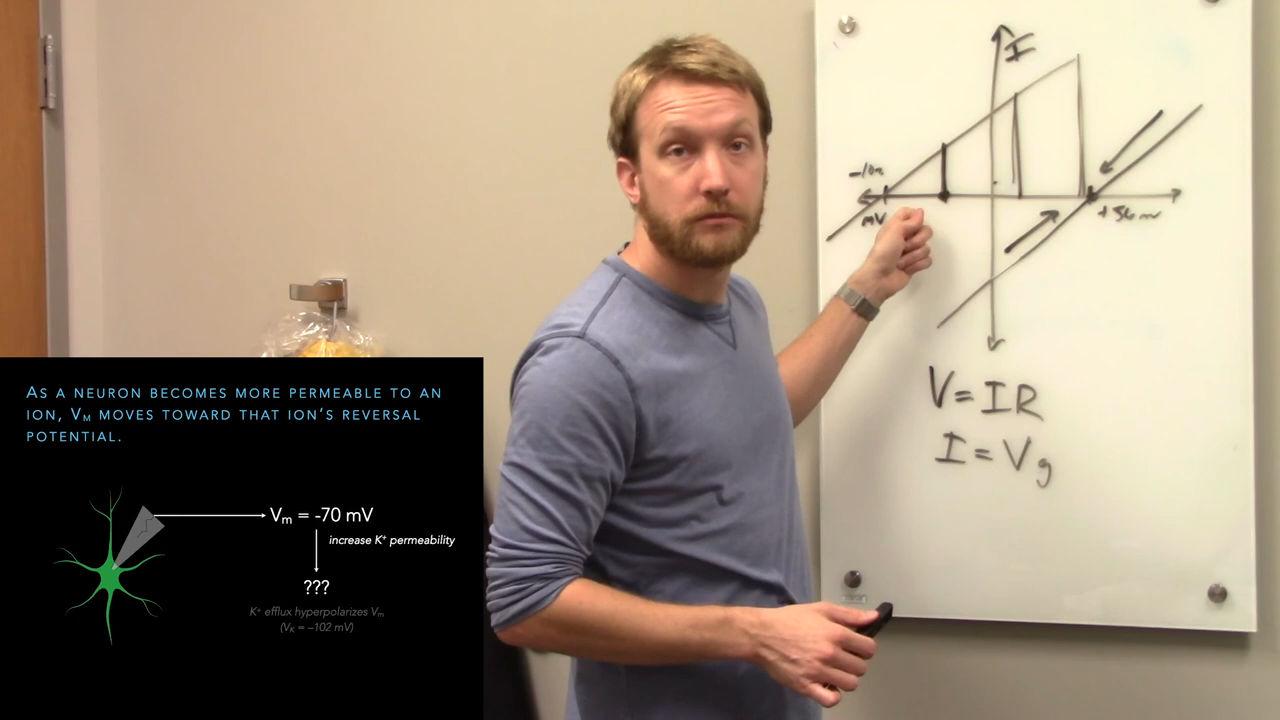 I
mV
V=IR
I=Vg
AS A NEURON BECOMES MORE PERMEABLE TO AN
ION, VM MOVES TOWARD THAT ION'S REVERSAL
POTENTIAL.
Vm = -70 mV
increase K+ permeability
???
K+ efflux hyperpolarizes Vm
(VK = –102 mV)